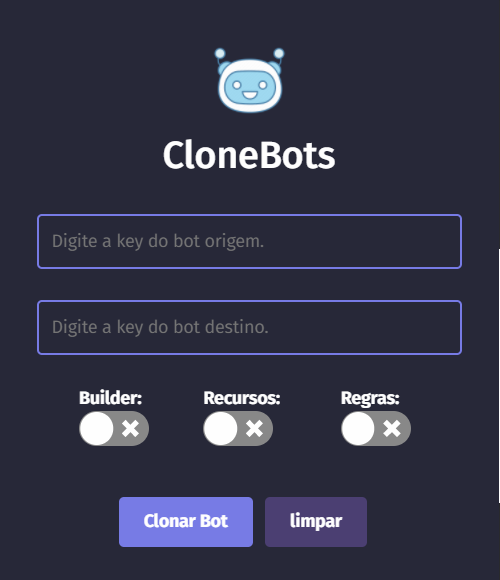 CloneBots
Digite a key do bot origem.
Digite a key do bot destino.
Builder: Recursos: Regras:
Clonar Bot limpar